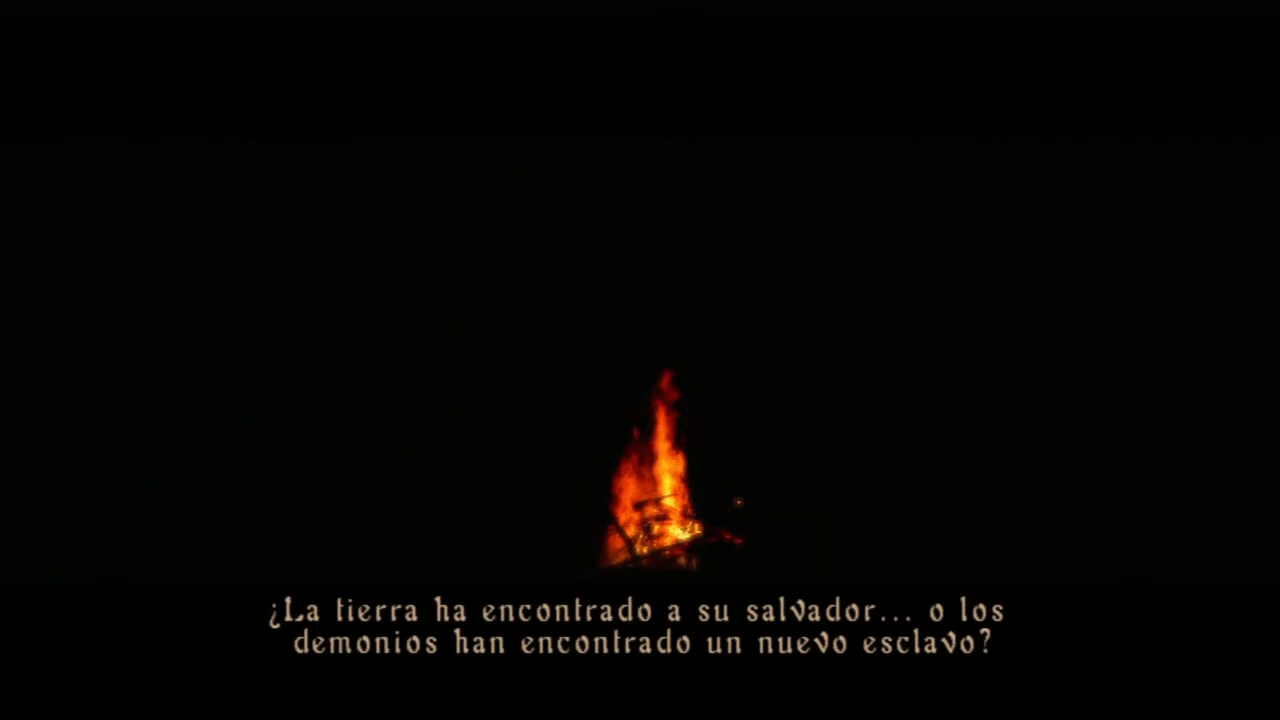 ¿La tierra ha encontrado a su salvador... o los
demonios han encontrado un nuevo esclavo?